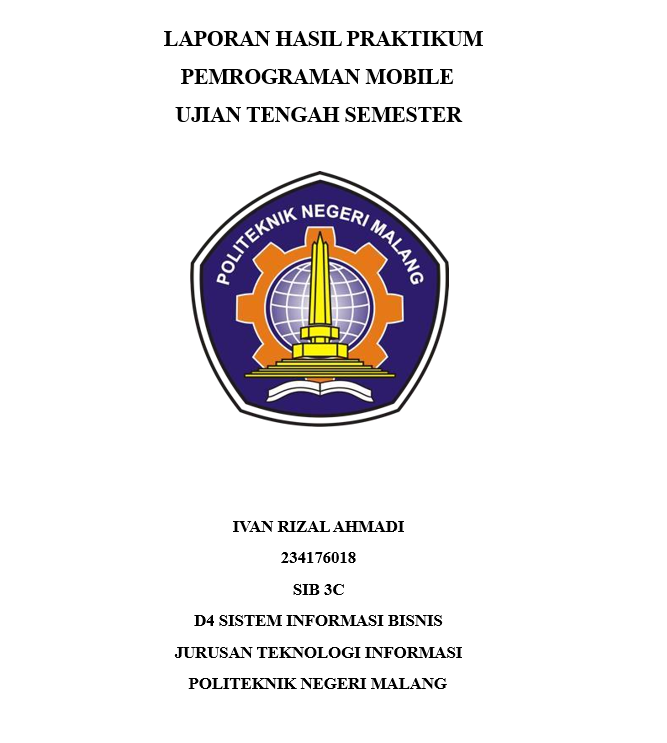 LAPORAN HASIL PRAKTIKUM
PEMROGRAMAN MOBILE
UJIAN TENGAH SEMESTER
POLITEKNIK NEGERI MALANG
IVAN RIZAL AHMADI
234176018
SIB 3C
D4 SISTEM INFORMASI BISNIS
JURUSAN TEKNOLOGI INFORMASI
POLITEKNIK NEGERI MALANG